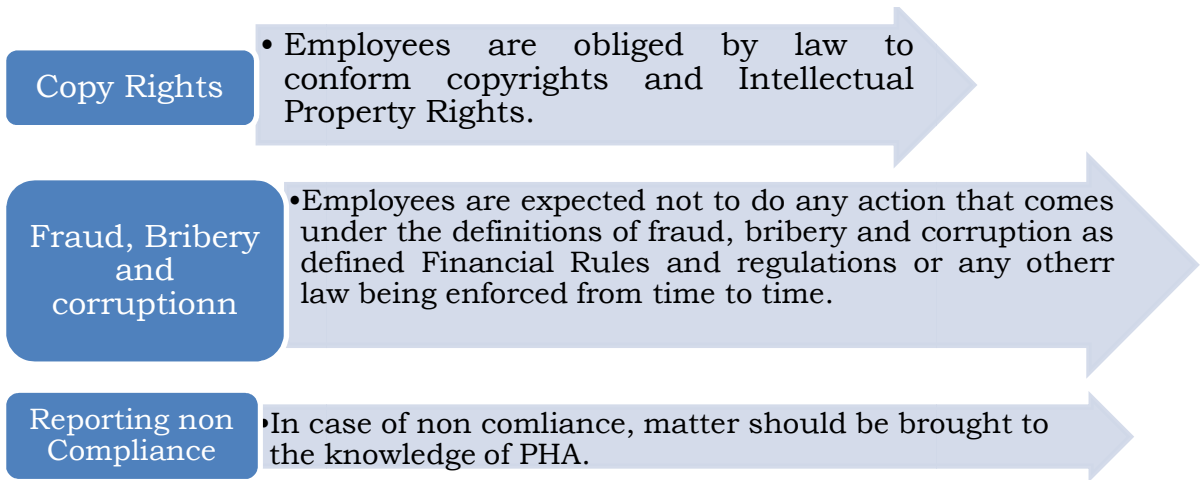 Copy Rights
• Employees are obliged by law to
conform copyrights and Intellectual
Property Rights.
Fraud, Bribery
and
corruptionn
•Employees are expected not to do any action that comes
under the definitions of fraud, bribery and corruption as
defined Financial Rules and regulations or any otherr
law being enforced from time to time.
Reporting non
Compliance
•In case of non comliance, matter should be brought to
the knowledge of PHA.